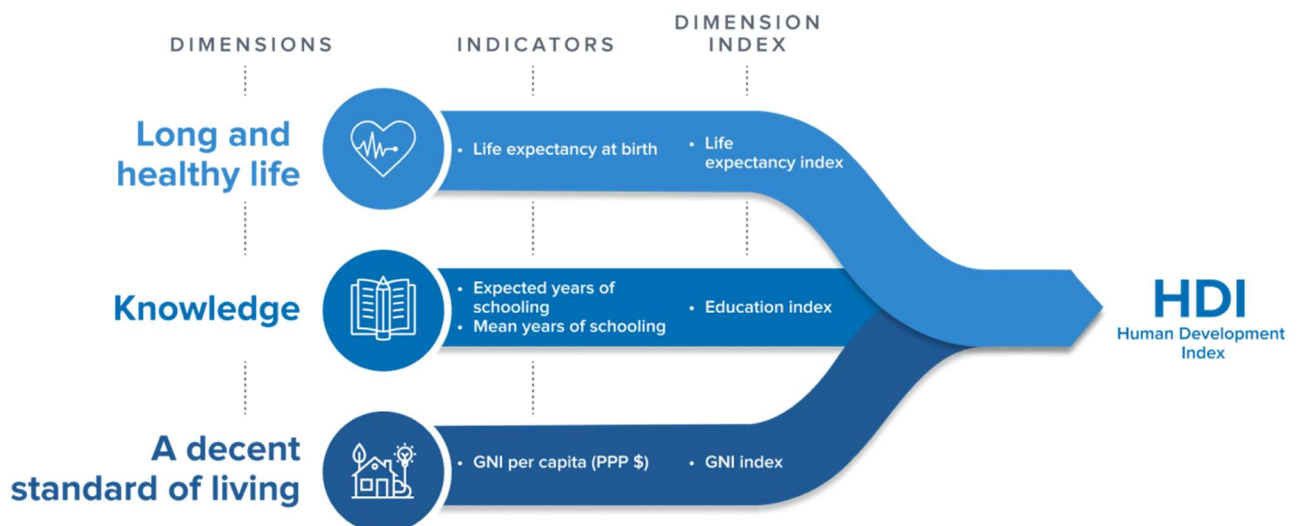 DIMENSIONS
INDICATORS
DIMENSION
INDEX
Long and
healthy life
• Life expectancy at birth
• Life
expectancy index
Knowledge
• Expected years of
schooling
• Mean years of schooling
• Education index
HDI
Human Development
Index
A decent
standard of living
• GNI per capita (PPP $)
• GNI index